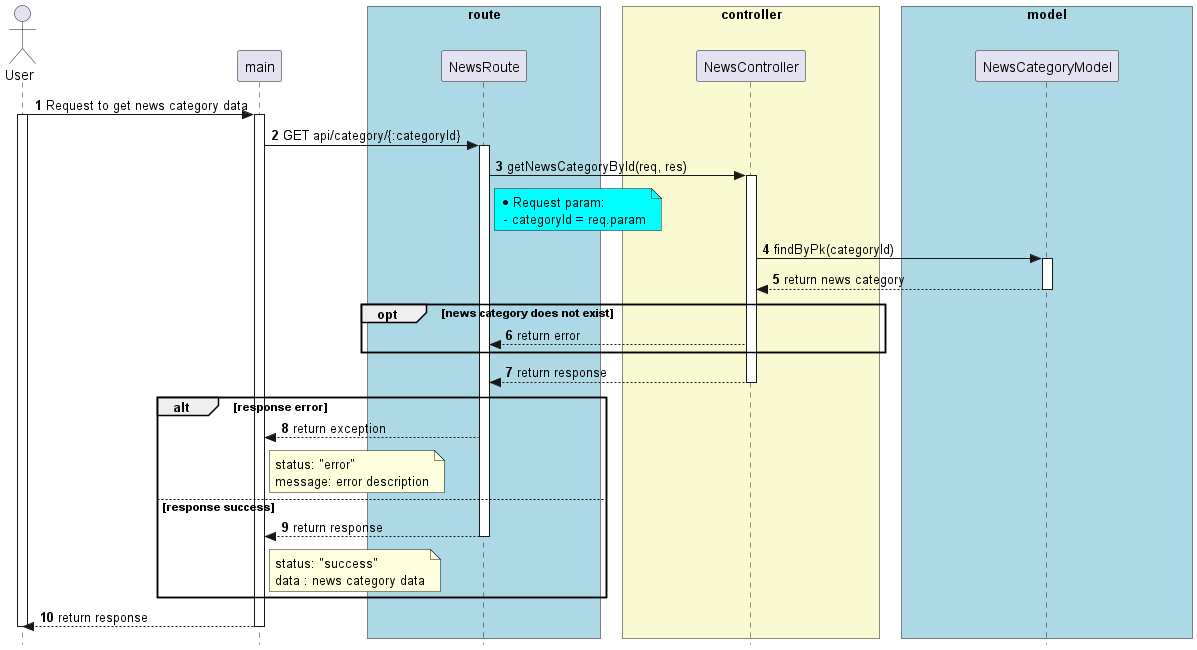 route
controller
model
User
main
NewsRoute
NewsController
NewsCategoryModel
1 Request to get news category data
2 GET api/category/{:categoryId}
3 getNewsCategoryById(req, res)
• Request param:
- categoryId = req.param
4 findByPk(categoryId)
5 return news category
opt [news category does not exist]
6 return error
7 return response
alt [response error]
8 return exception
status: "error"
message: error description
[response success]
9 return response
status: "success"
data : news category data
10 return response